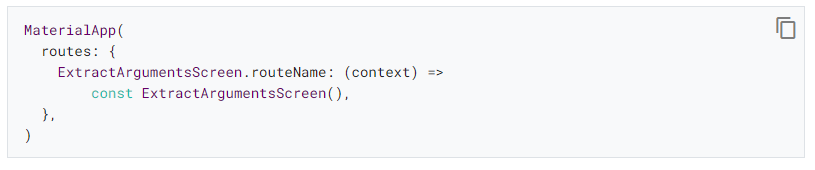 MaterialApp(
  routes: {
    ExtractArgumentsScreen.routeName: (context) =>
        const ExtractArgumentsScreen(),
  },
)